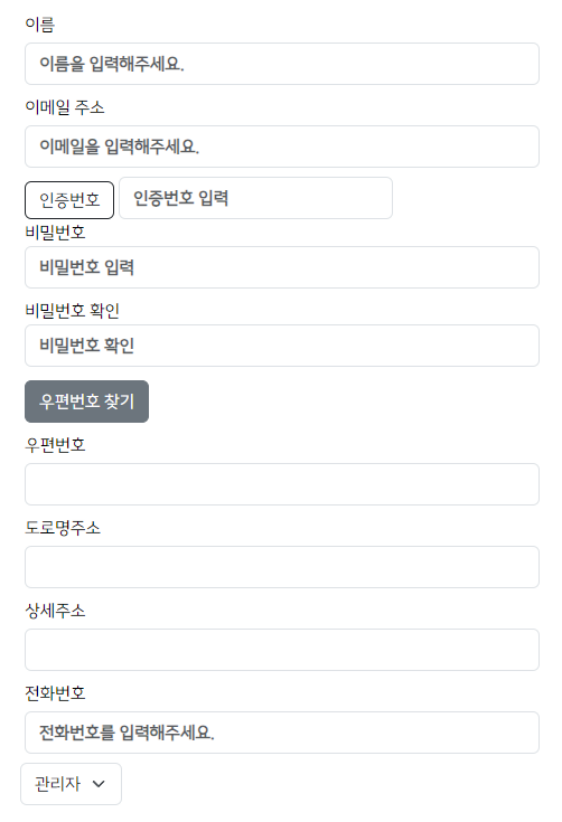 이름
이름을 입력해주세요.
이메일 주소
이메일을 입력해주세요.
인증번호 인증번호 입력
비밀번호
비밀번호 입력
비밀번호 확인
비밀번호 확인
우편번호 찾기
우편번호
도로명주소
상세주소
전화번호
전화번호를 입력해주세요.
관리자